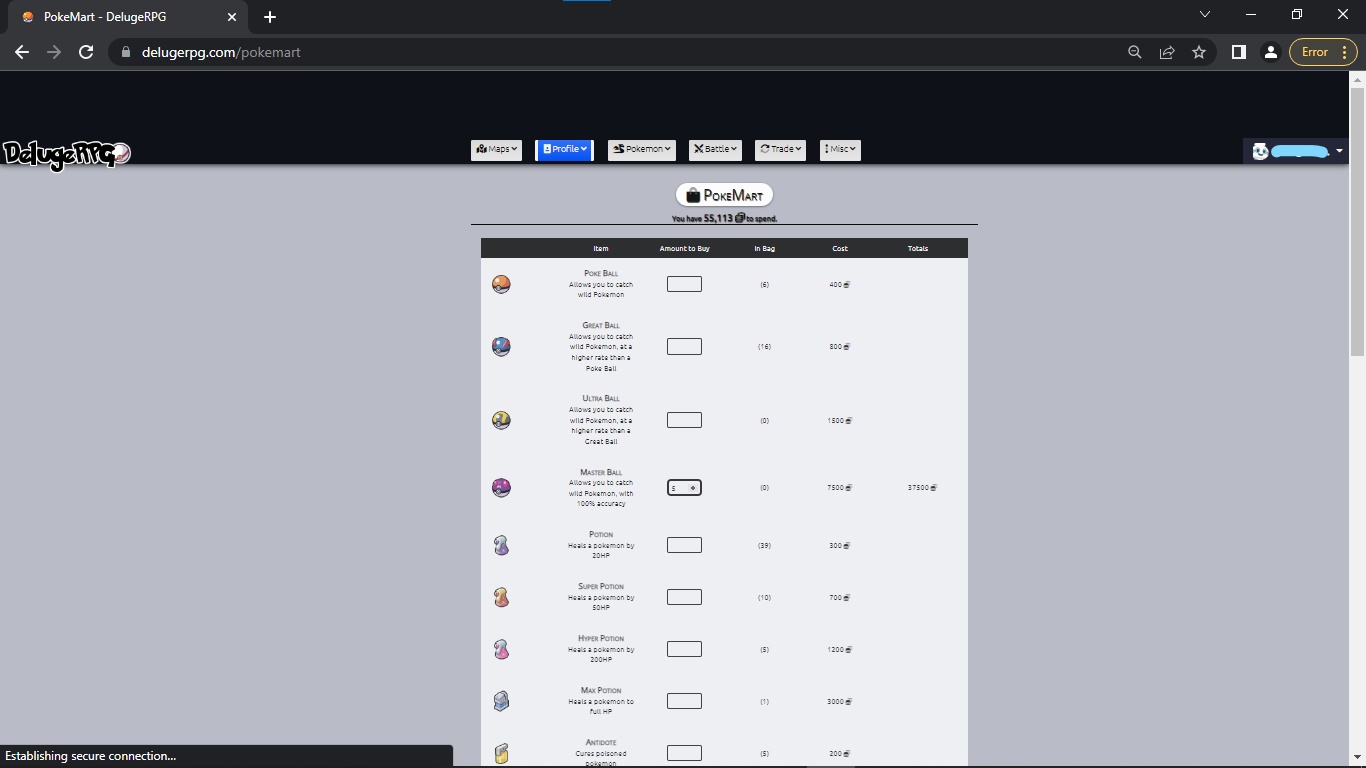 PokeMart - DelugeRPG
delugerpg.com/pokemart
Error
DelugeRPG
Maps Profile Pokemon Battle Trade Misc
PokeMart
You have 55,113 to spend.
Item Amount to Buy In Bag Cost Totals
Poke Ball
Allows you to catch
wild Pokemon
(6) 400
Great Ball
Allows you to catch
wild Pokemon, at a
higher rate than a
Poke Ball
(16) 800
Ultra Ball
Allows you to catch
wild Pokemon, at a
higher rate than a
Great Ball
(0) 1500
Master Ball
Allows you to catch
wild Pokemon, with
100% accuracy
5 (0) 7500 37500
Potion
Heals a pokemon by
20HP
(39) 300
Super Potion
Heals a pokemon by
50HP
(10) 700
Hyper Potion
Heals a pokemon by
200HP
(5) 1200
Max Potion
Heals a pokemon to
full HP
(1) 3000
Antidote
Cures poisoned
pokemon
(5) 200
Establishing secure connection...